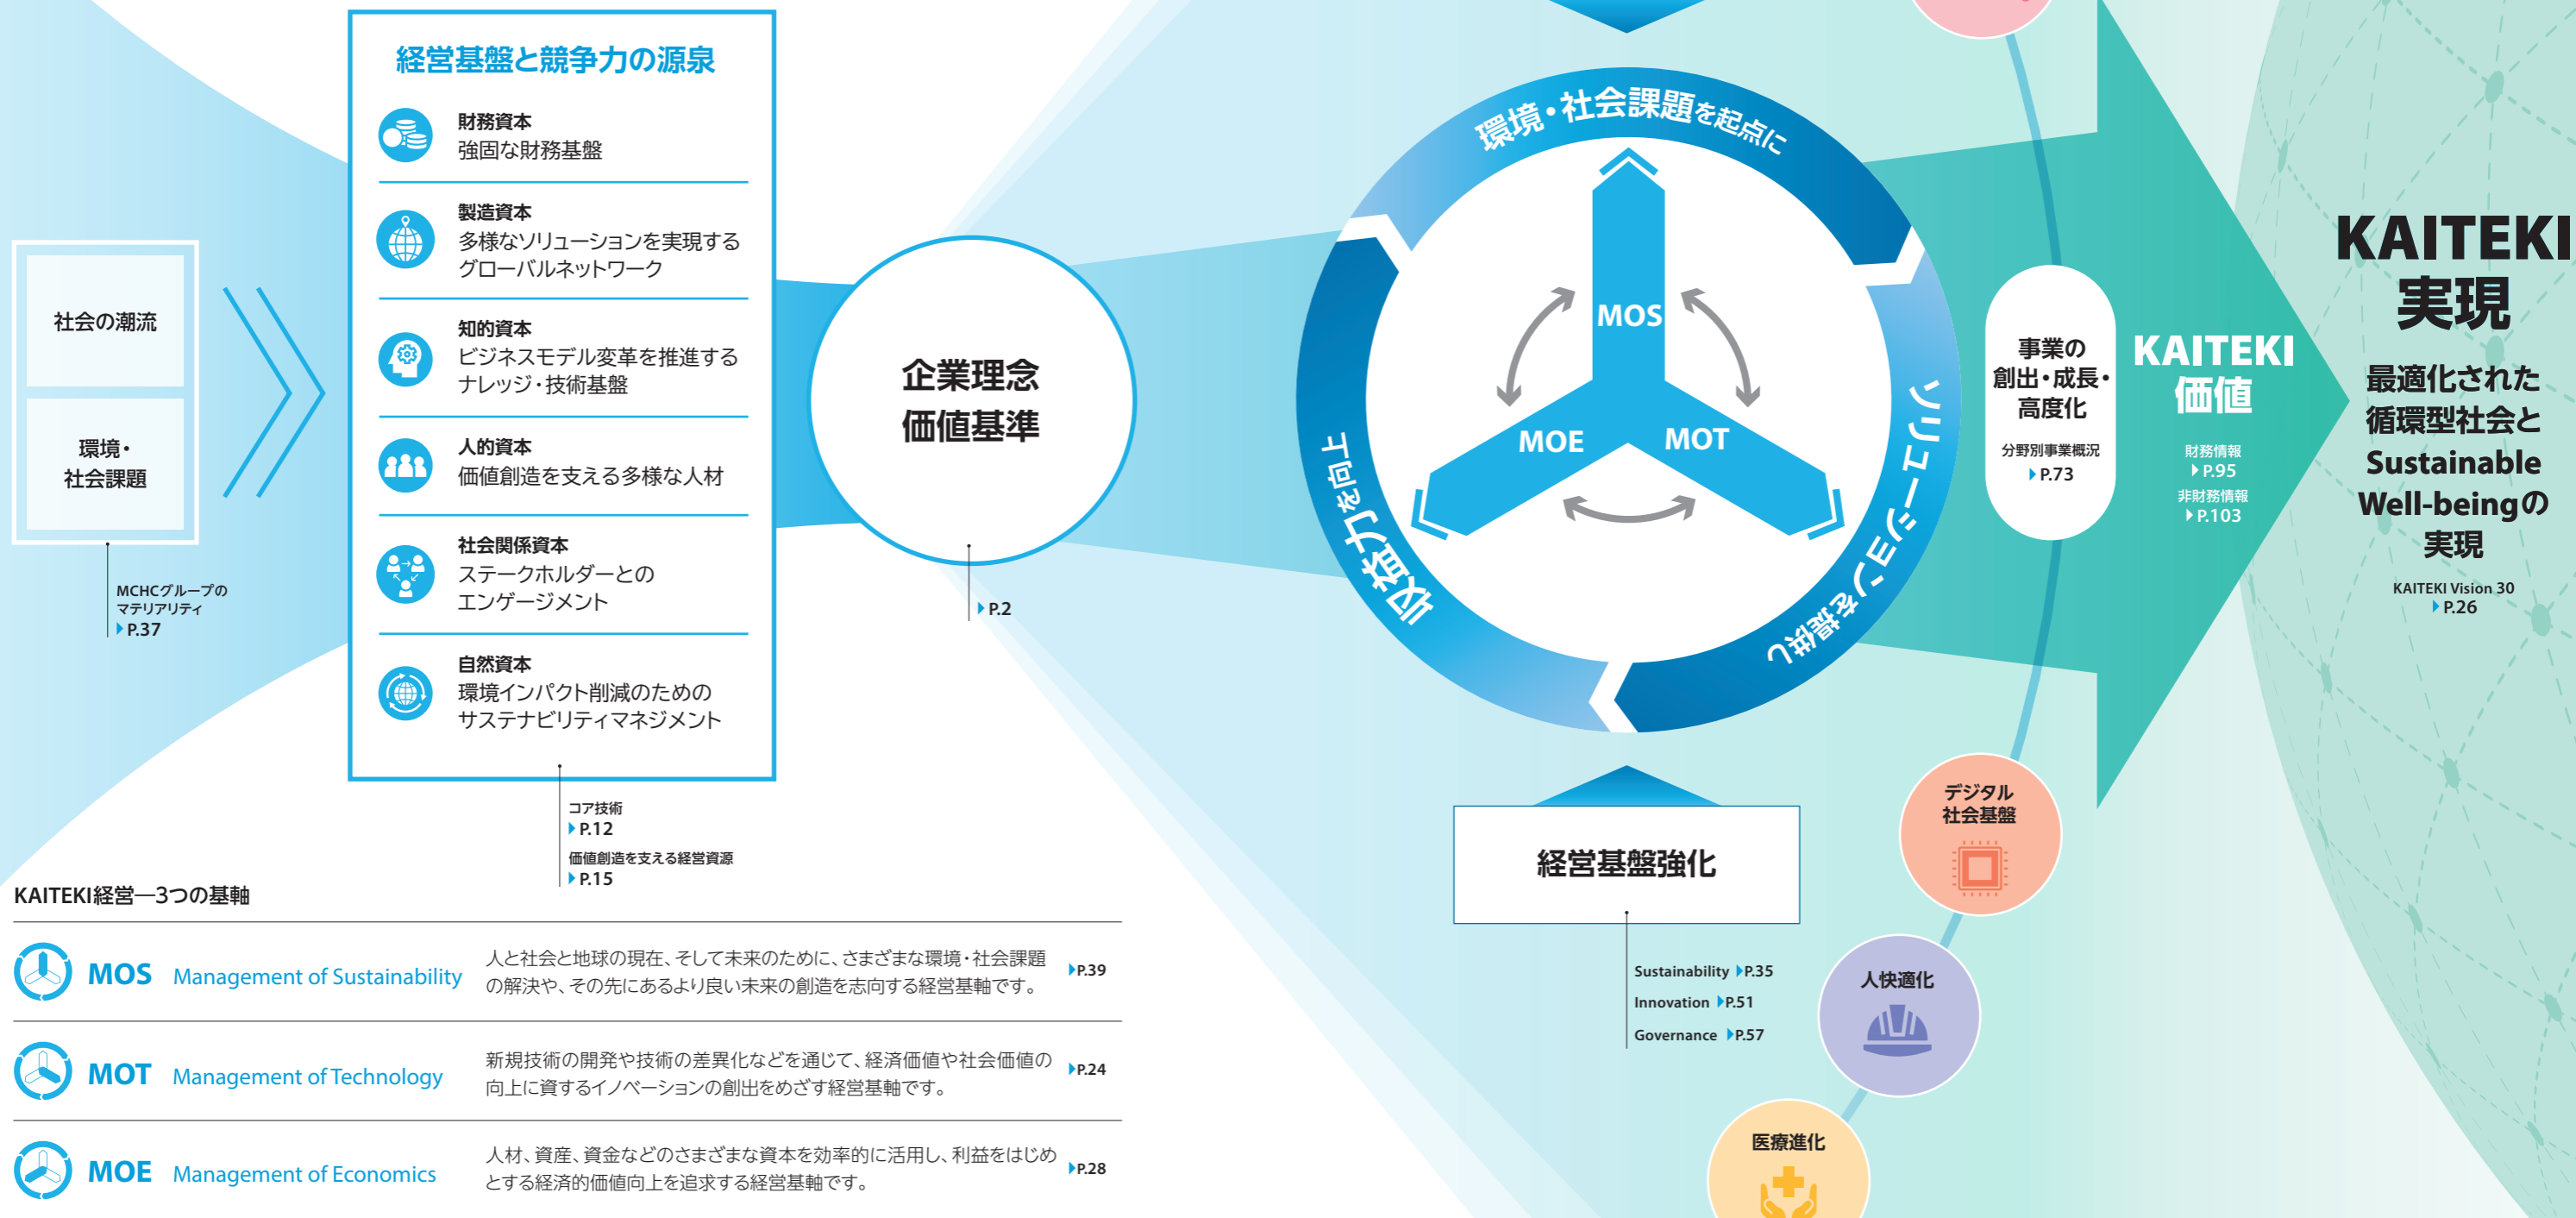 社会の潮流
環境・
社会課題
MCHCグループの
マテリアリティ
P.37
経営基盤と競争力の源泉
財務資本
強固な財務基盤
製造資本
多様なソリューションを実現する
グローバルネットワーク
知的資本
ビジネスモデル変革を推進する
ナレッジ・技術基盤
人的資本
価値創造を支える多様な人材
社会関係資本
ステークホルダーとの
エンゲージメント
自然資本
環境インパクト削減のための
サステナビリティマネジメント
コア技術
P.12
価値創造を支える経営資源
P.15
企業理念
価値基準
P.2
環境・社会課題を起点に
ソリューションを提供し
収益力を向上
MOS
MOE
MOT
経営基盤強化
Sustainability P.35
Innovation P.51
Governance P.57
事業の
創出・成長・
高度化
分野別事業概況
P.73
デジタル
社会基盤
人快適化
医療進化
KAITEKI
価値
財務情報
P.95
非財務情報
P.103
KAITEKI
実現
最適化された
循環型社会と
Sustainable
Well-beingの
実現
KAITEKI Vision 30
P.26
KAITEKI経営―3つの基軸
MOS Management of Sustainability
人と社会と地球の現在、そして未来のために、さまざまな環境・社会課題
の解決や、その先にあるより良い未来の創造を志向する経営基軸です。
P.39
MOT Management of Technology
新規技術の開発や技術の差異化などを通じて、経済価値や社会価値の
向上に資するイノベーションの創出をめざす経営基軸です。
P.24
MOE Management of Economics
人材、資産、資金などのさまざまな資本を効率的に活用し、利益をはじめ
とする経済的価値向上を追求する経営基軸です。
P.28